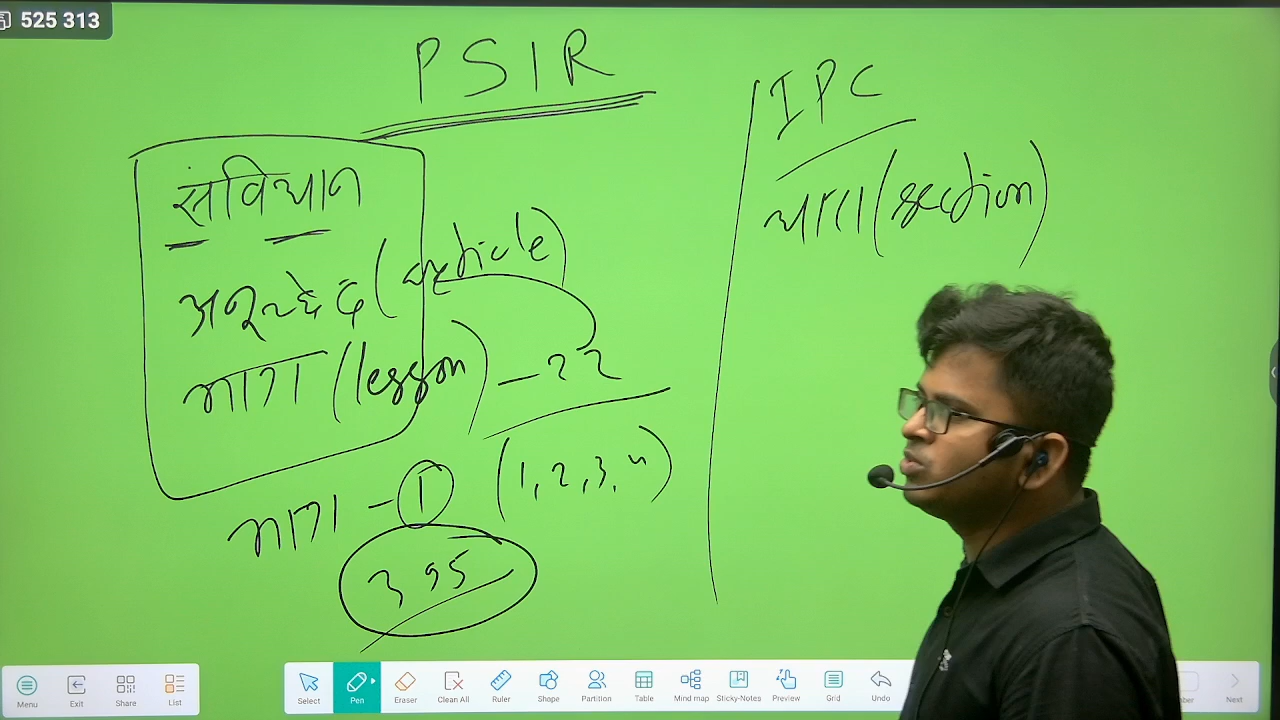 525 313
PSIR
संविधान
अनुच्छेद (article)
भाग (lesson) - 22
भाग - 1 (1, 2, 3, 4)
395
IPC
धारा (section)
Menu
Exit
Share
List
Select
Pen
Eraser
Clean All
Ruler
Shape
Partition
Table
Mind map
Sticky-Notes
Preview
Grid
Undo
Next